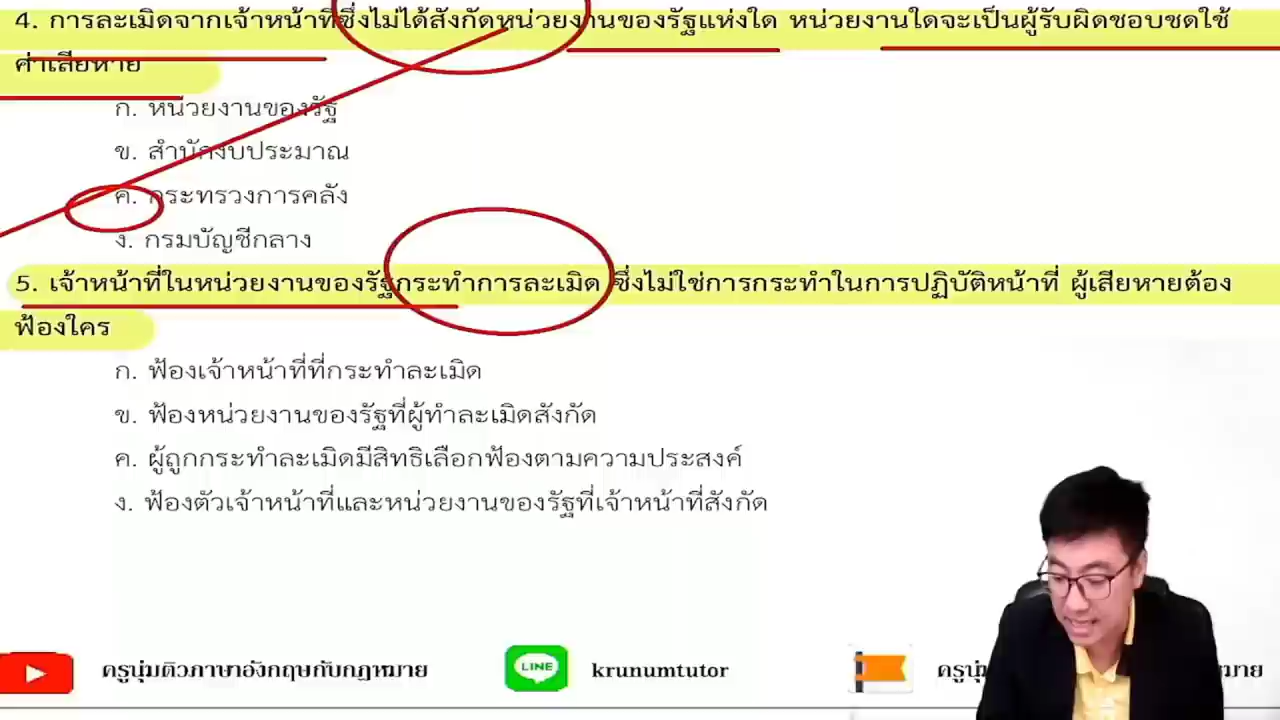 4. การละเมิดจากเจ้าหน้าที่ซึ่งไม่ได้สังกัดหน่วยงานของรัฐแห่งใด หน่วยงานใดจะเป็นผู้รับผิดชอบชดใช้
ค่าเสียหาย
ก. หน่วยงานของรัฐ
ข. สำนักงบประมาณ
ค. กระทรวงการคลัง
ง. กรมบัญชีกลาง
5. เจ้าหน้าที่ในหน่วยงานของรัฐกระทำการละเมิด ซึ่งไม่ใช่การกระทำในการปฏิบัติหน้าที่ ผู้เสียหายต้อง
ฟ้องใคร
ก. ฟ้องเจ้าหน้าที่ที่กระทำละเมิด
ข. ฟ้องหน่วยงานของรัฐที่ผู้ทำละเมิดสังกัด
ค. ผู้ถูกกระทำละเมิดมีสิทธิเลือกฟ้องตามความประสงค์
ง. ฟ้องตัวเจ้าหน้าที่และหน่วยงานของรัฐที่เจ้าหน้าที่สังกัด
ครูนุ่มติวภาษาอังกฤษกับกฎหมาย
LINE krunumtutor